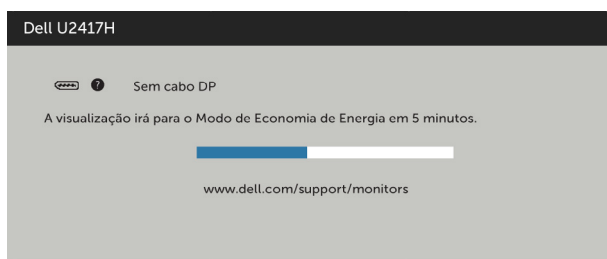 Dell U2417H
? Sem cabo DP
A visualização irá para o Modo de Economia de Energia em 5 minutos.
www.dell.com/support/monitors